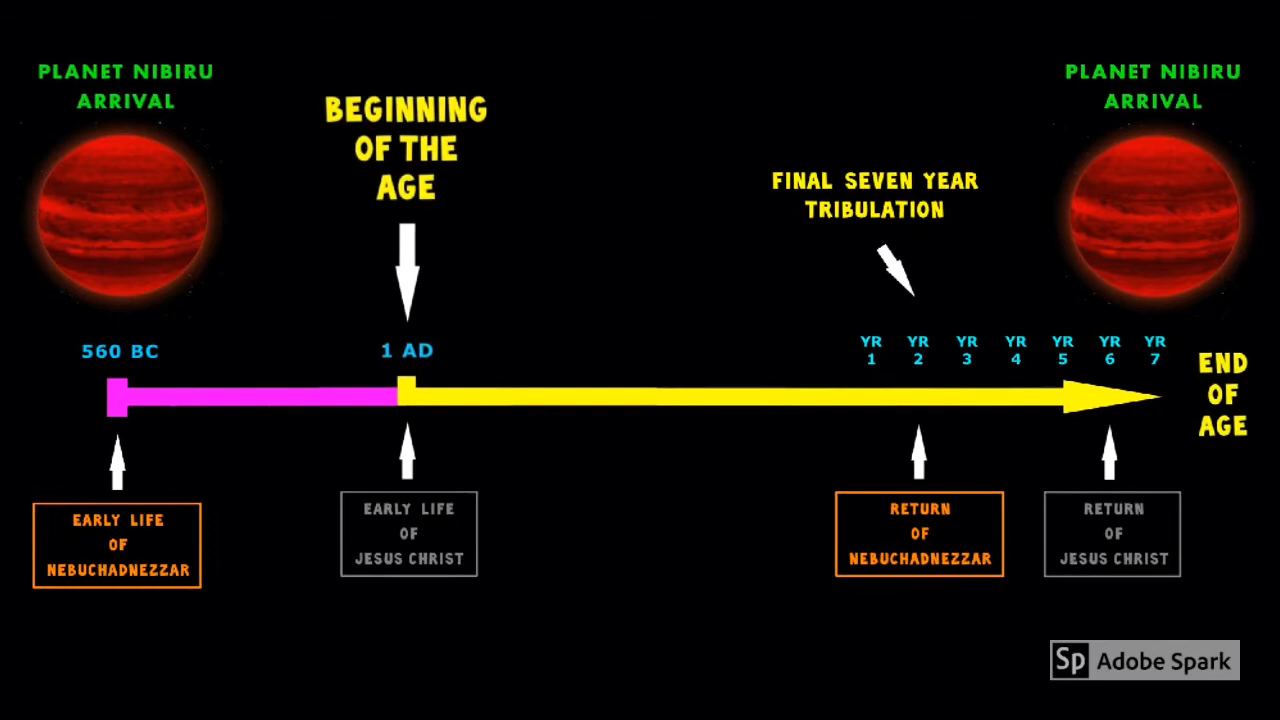 PLANET NIBIRU
ARRIVAL
BEGINNING
OF THE
AGE
FINAL SEVEN YEAR
TRIBULATION
PLANET NIBIRU
ARRIVAL
560 BC
1 AD
YR
1
YR
2
YR
3
YR
4
YR
5
YR
6
YR
7
END
OF
AGE
EARLY LIFE
OF
NEBUCHADNEZZAR
EARLY LIFE
OF
JESUS CHRIST
RETURN
OF
NEBUCHADNEZZAR
RETURN
OF
JESUS CHRIST
Sp Adobe Spark